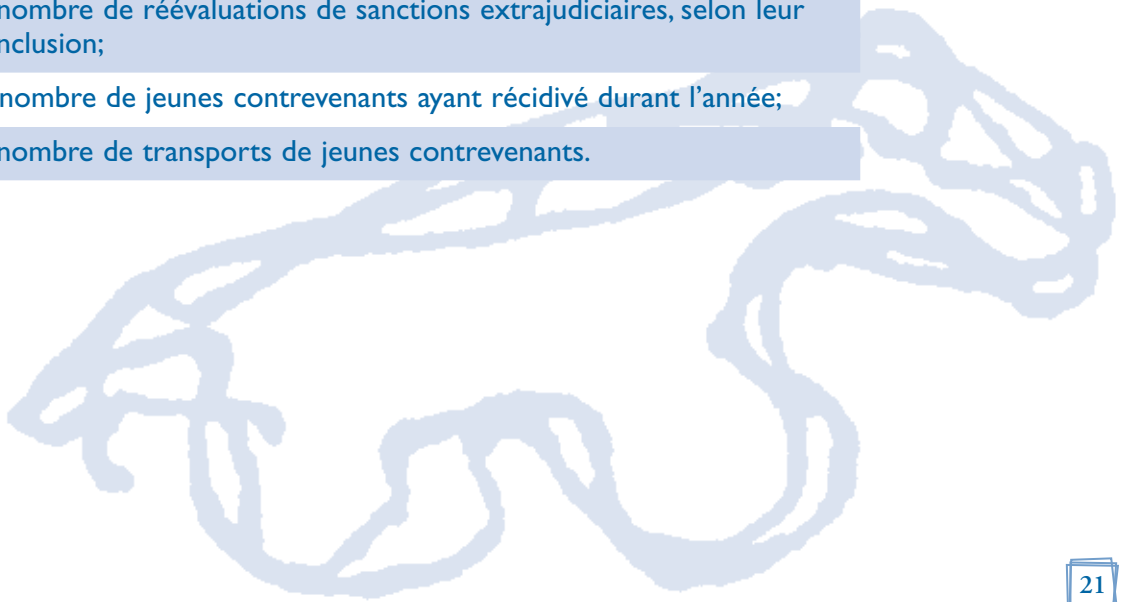 nombre de réévaluations de sanctions extrajudiciaires, selon leur
nclusion;
nombre de jeunes contrevenants ayant récidivé durant l’année;
nombre de transports de jeunes contrevenants.
21